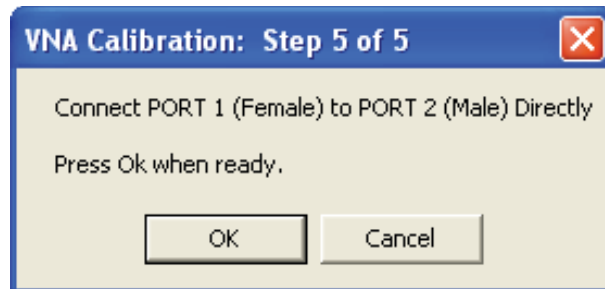 VNA Calibration: Step 5 of 5
Connect PORT 1 (Female) to PORT 2 (Male) Directly
Press Ok when ready.
OK
Cancel